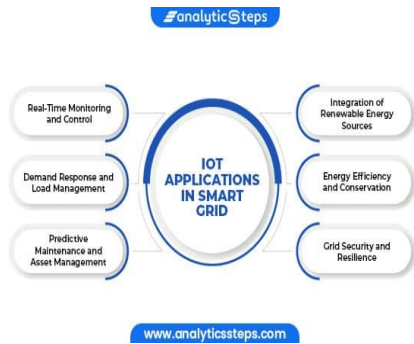 analyticSteps
Real-Time Monitoring
and Control
Demand Response and
Load Management
Predictive
Maintenance and
Asset Management
IOT
APPLICATIONS
IN SMART
GRID
Integration of
Renewable Energy
Sources
Energy Efficiency
and Conservation
Grid Security and
Resilience
www.analyticssteps.com